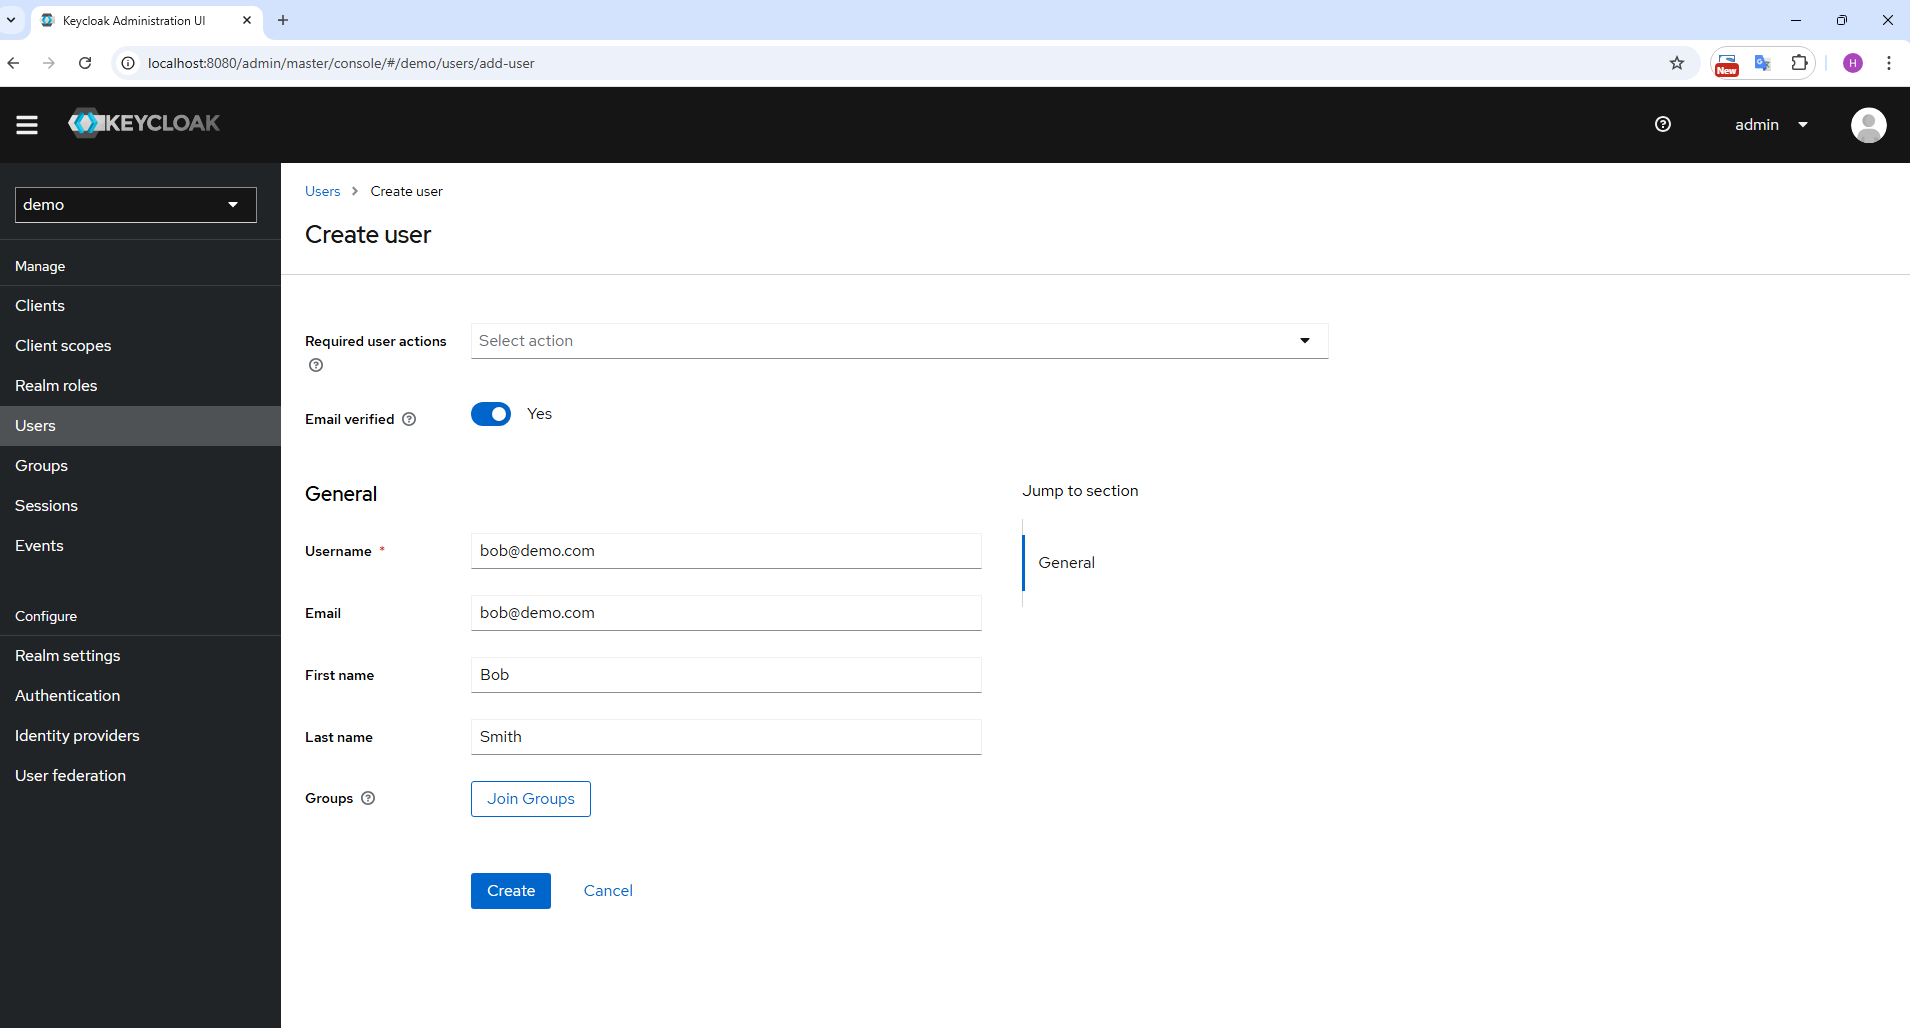 Keycloak Administration UI
localhost:8080/admin/master/console/#/demo/users/add-user
New
G
H
KEYCLOAK
admin
demo
Manage
Clients
Client scopes
Realm roles
Users
Groups
Sessions
Events
Configure
Realm settings
Authentication
Identity providers
User federation
Users > Create user
Create user
Required user actions
Select action
Email verified
Yes
General
Jump to section
General
Username *
bob@demo.com
Email
bob@demo.com
First name
Bob
Last name
Smith
Groups
Join Groups
Create
Cancel